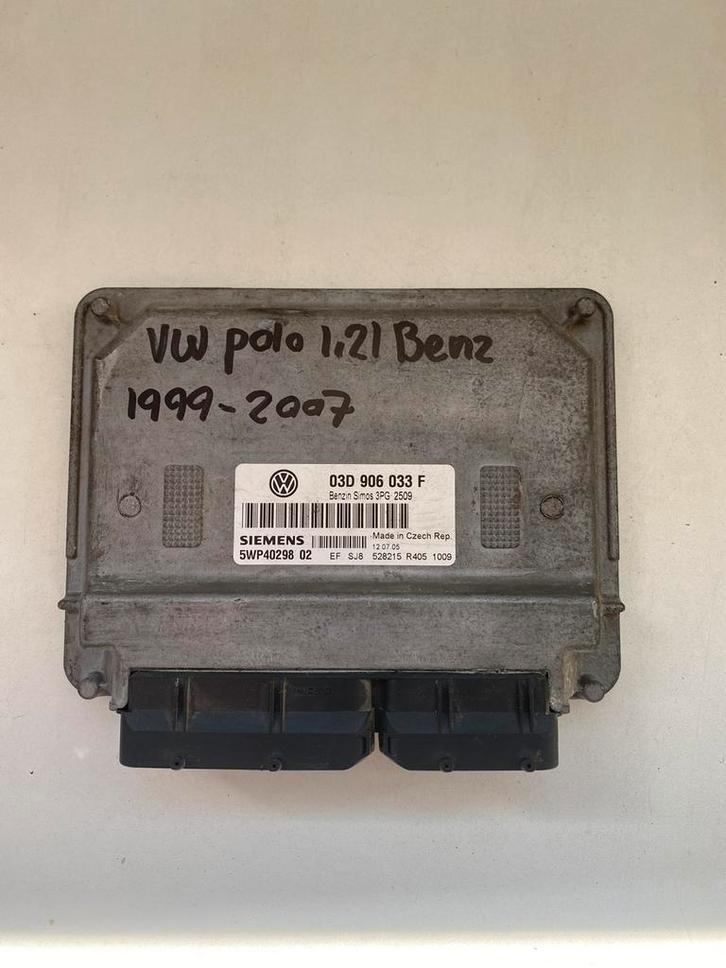 VW polo 1.2l Benz
1999-2007
VW 03D 906 033 F
Benzin Simos 3PG 2509
SIEMENS Made in Czech Rep.
12.07.05
5WP40298 02 EF SJ8 528215 R405 1009